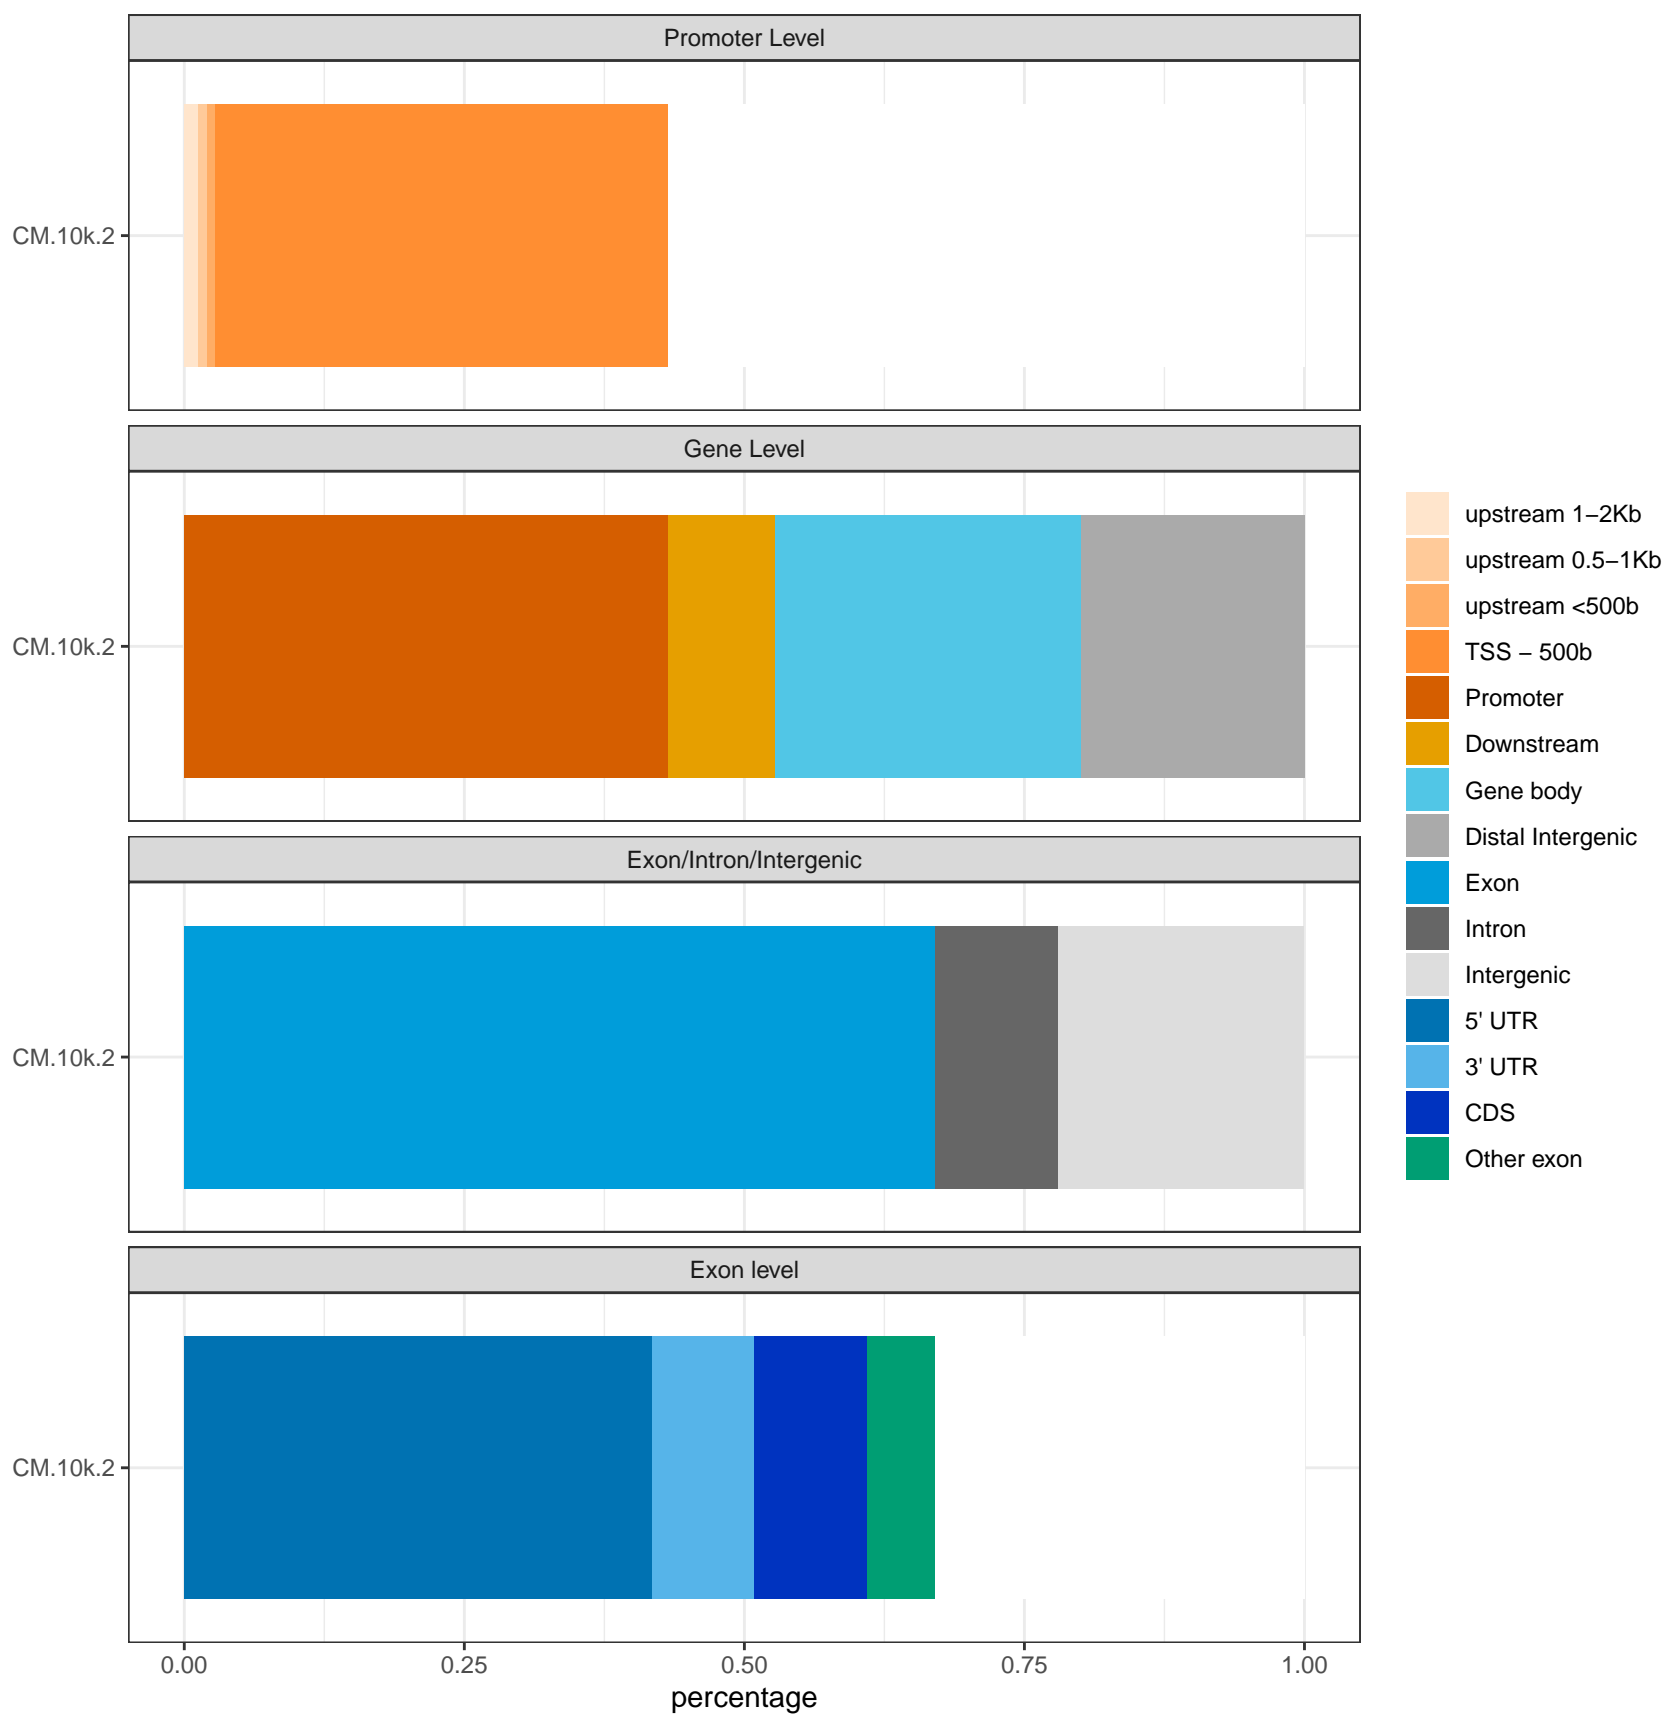 Promoter Level
CM.10k.2
Gene Level
CM.10k.2
Exon/Intron/Intergenic
CM.10k.2
Exon level
CM.10k.2
0.00 0.25 0.50 0.75 1.00
percentage
upstream 1−2Kb
upstream 0.5−1Kb
upstream <500b
TSS − 500b
Promoter
Downstream
Gene body
Distal Intergenic
Exon
Intron
Intergenic
5' UTR
3' UTR
CDS
Other exon